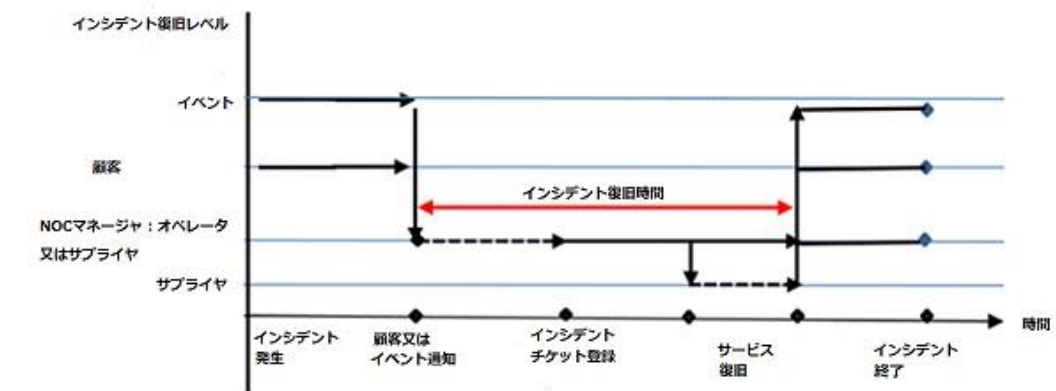 インシデント復旧レベル
イベント
顧客
インシデント復旧時間
NOCマネージャ：オペレータ
又はサプライヤ
サプライヤ
時間
インシデント
発生
顧客又は
イベント通知
インシデント
チケット登録
サービス
復旧
インシデント
終了